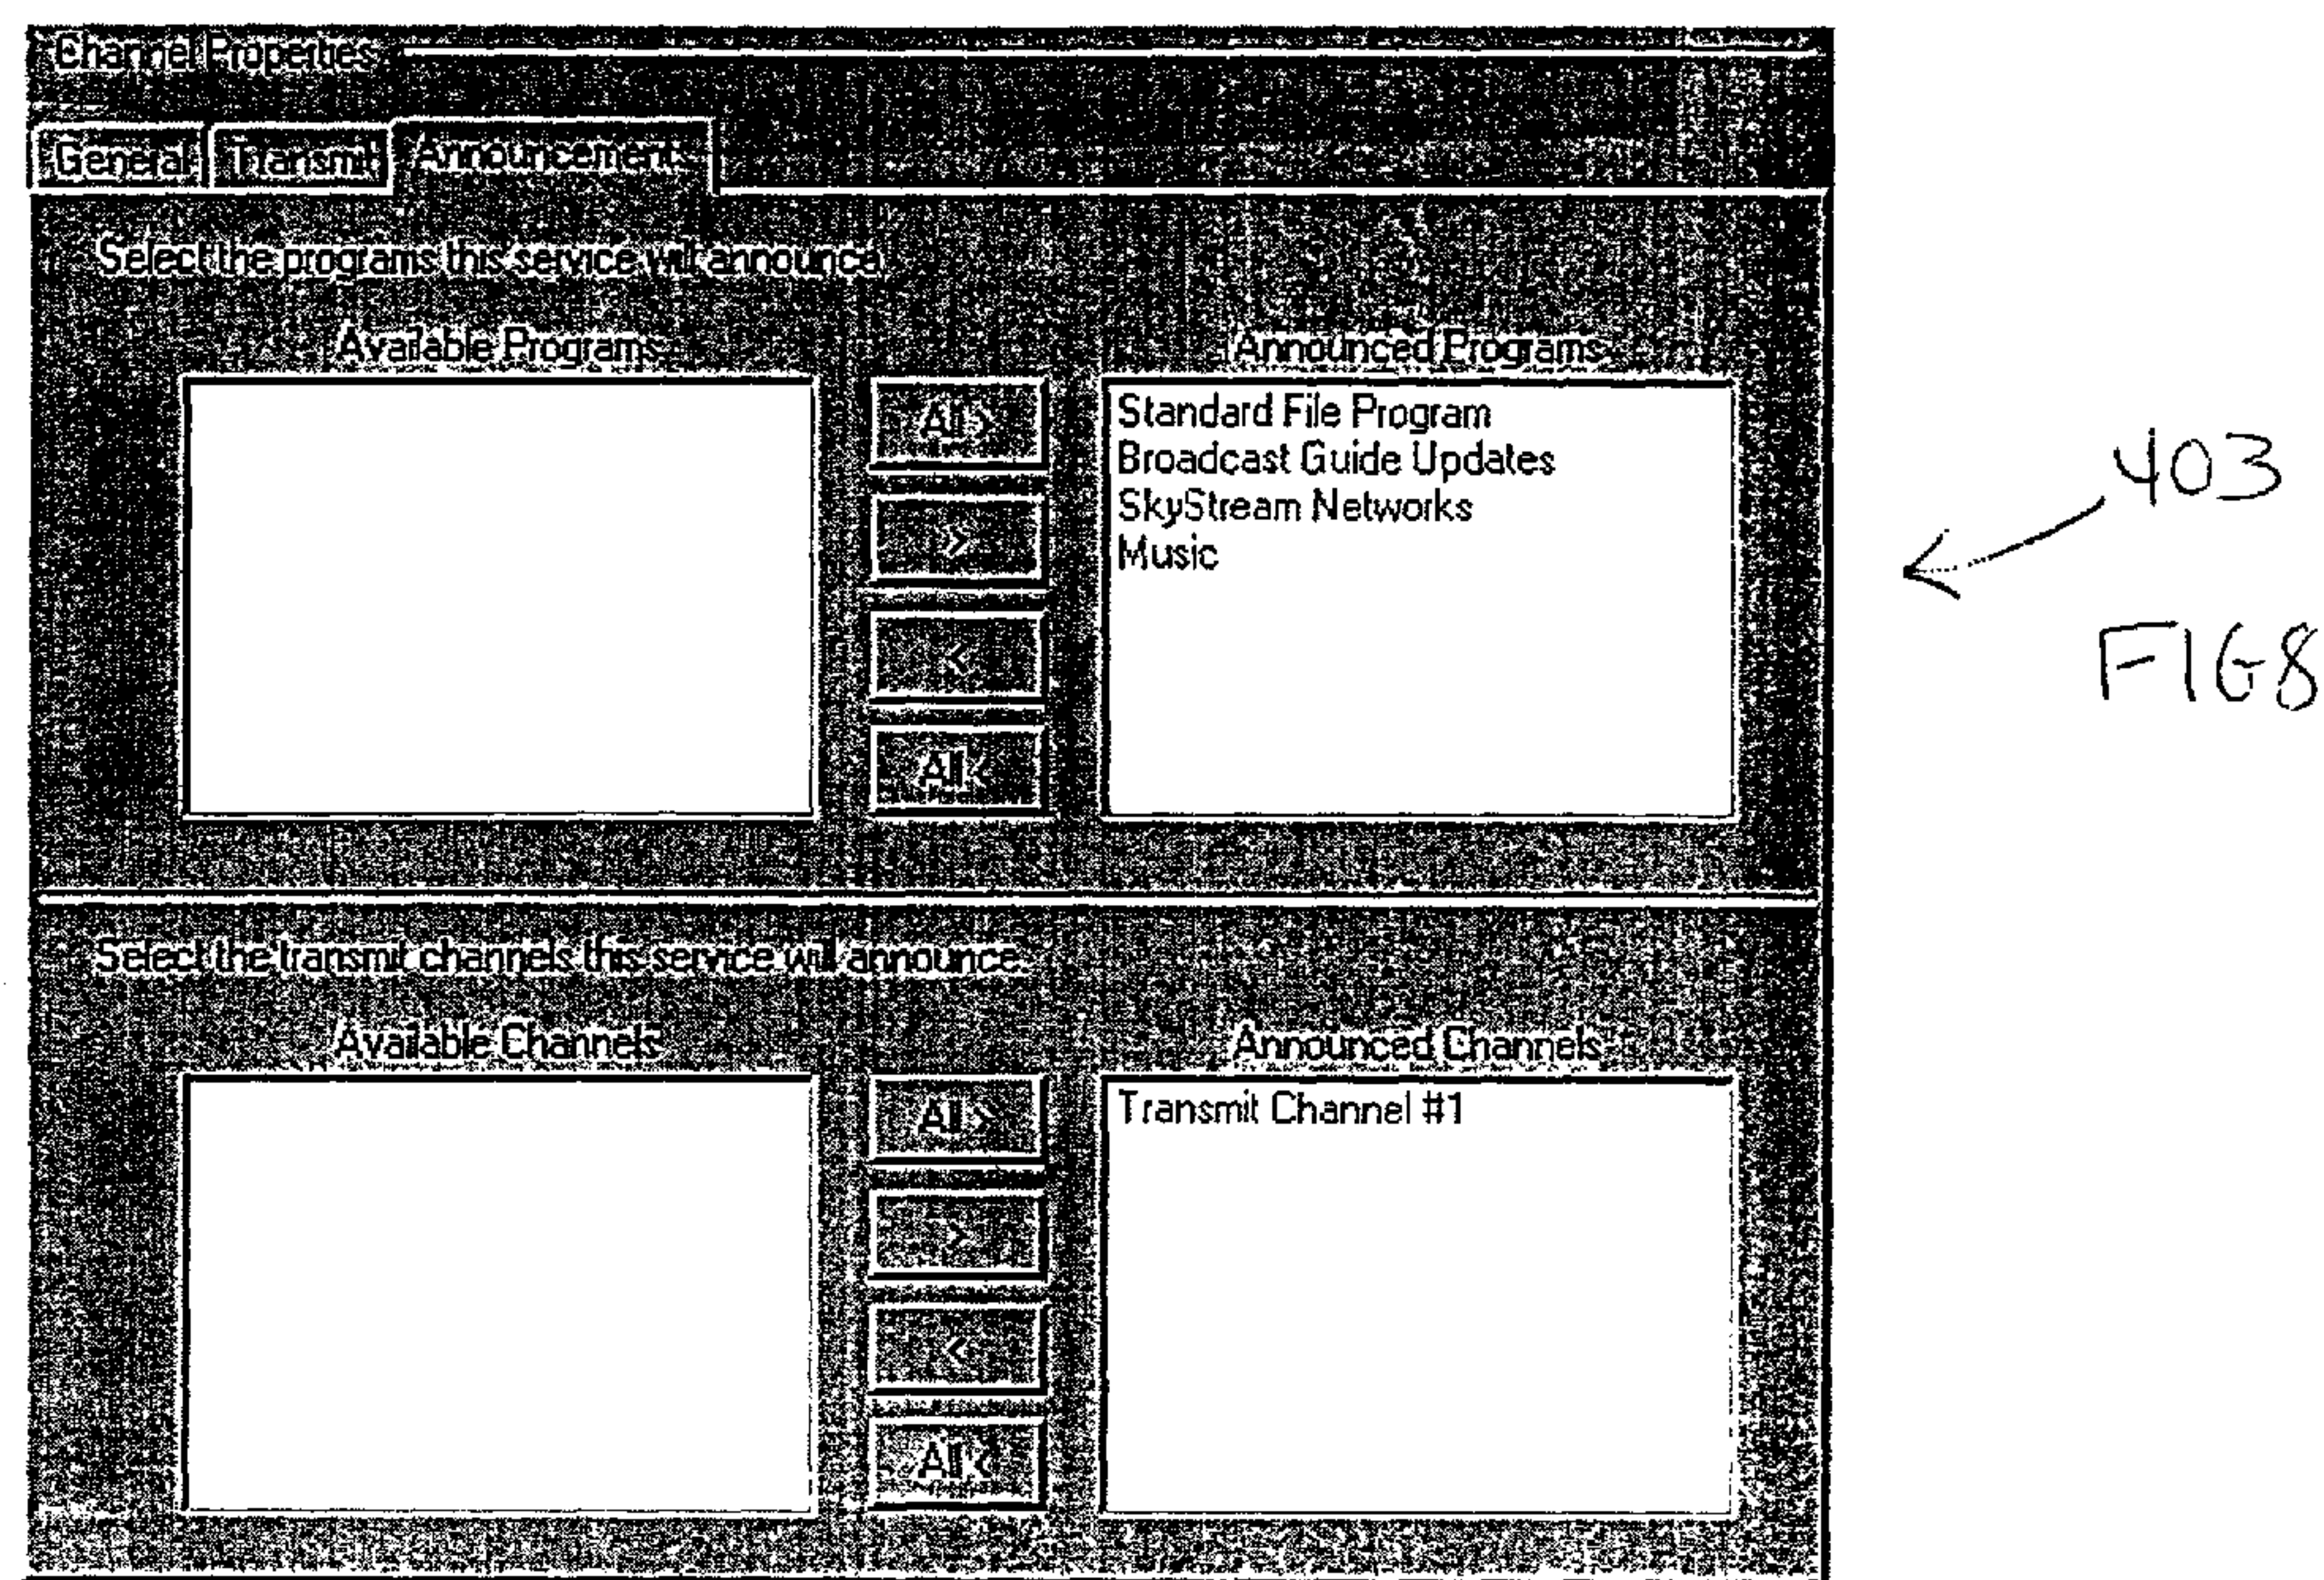 Channel Properties
General Transmit Announcements
Select the programs this service will announce.
Available Programs Announced Programs
All>
>
<
All<
Standard File Program
Broadcast Guide Updates
SkyStream Networks
Music
403
FIG 8
Select the transmit channels this service will announce.
Available Channels Announced Channels
All>
>
<
All<
Transmit Channel #1